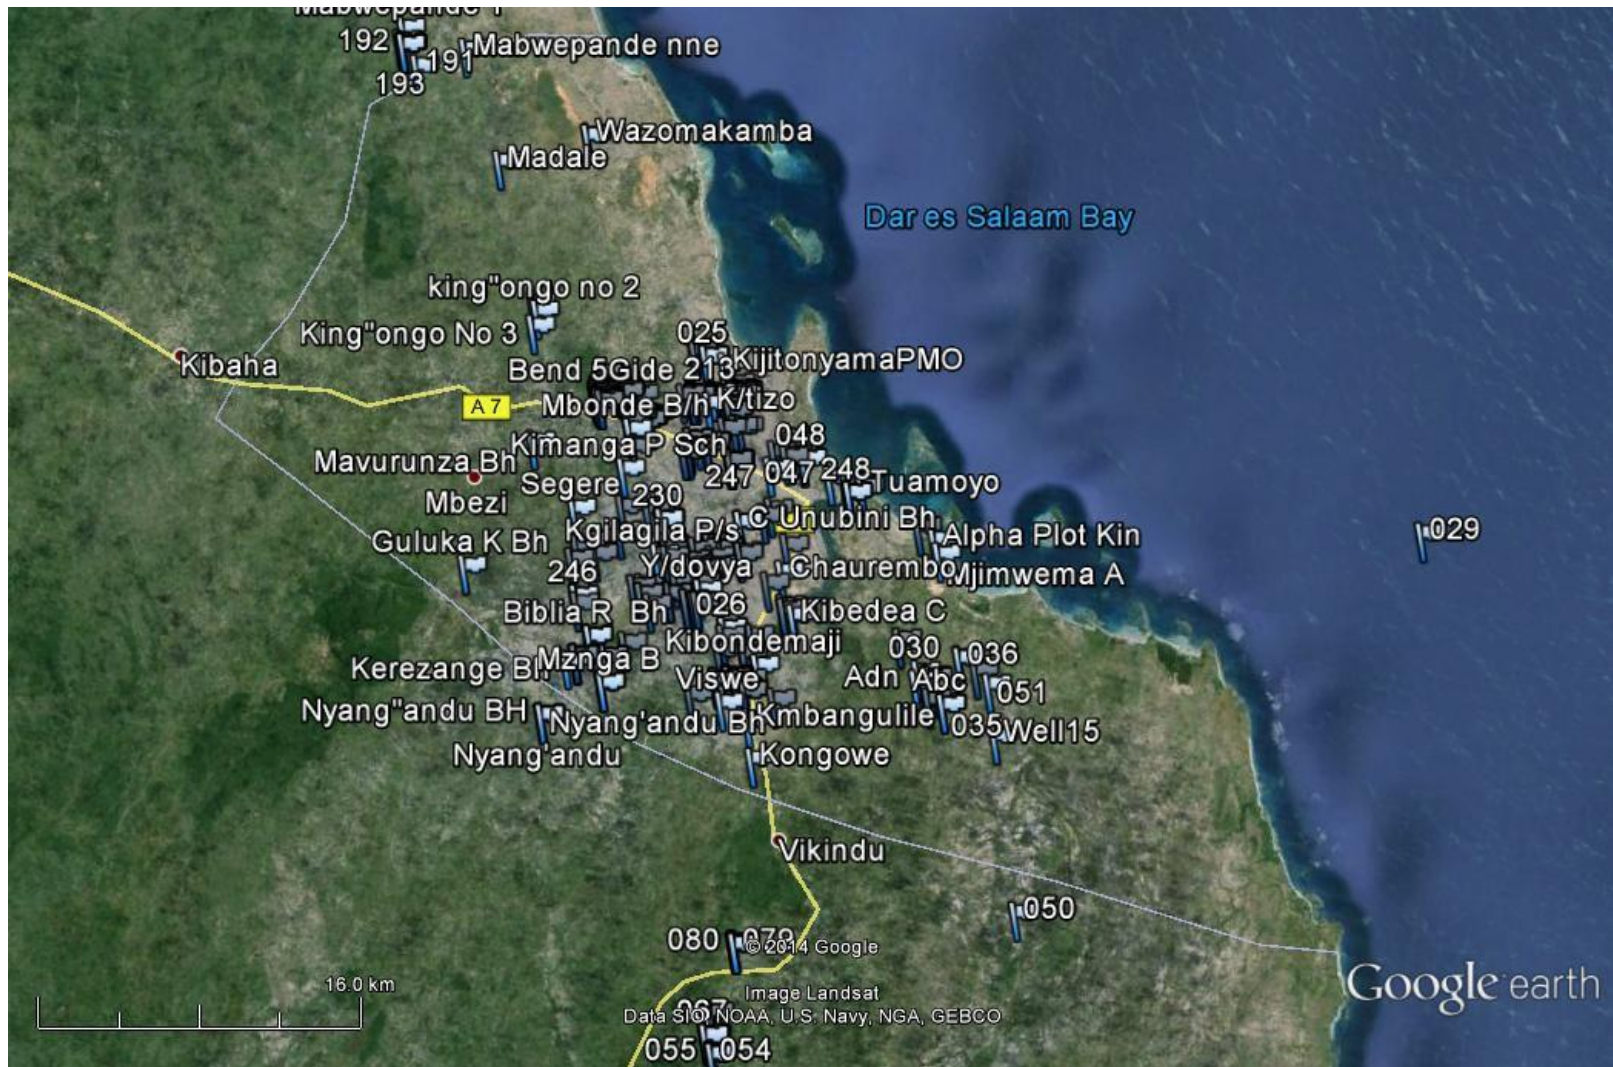 Mabwepande 1
192
Mabwepande nne
191
193
Wazomakamba
Madale
Dar es Salaam Bay
king"ongo no 2
King"ongo No 3
025
KijitonyamaPMO
Kibaha
Bend 5Gide 213
A 7
Mbonde B/h
K/tizo
048
Kimanga P Sch
Mavurunza Bh
247 047 248
Tuamoyo
Segere
230
Mbezi
C Unubini Bh
Kgilagila P/s
029
Alpha Plot Kin
Guluka K Bh
Y/dovya
Chaurembo
Mjimwema A
246
026
Biblia R Bh
Kibedea C
Kibondemaji
030
036
Mznga B
Kerezange Bh
Viswe
Adn Abc
051
Nyang"andu BH
Nyang'andu Bh
Kmbangulile
035
Well15
Nyang'andu
Kongowe
Vikindu
050
080
079
© 2014 Google
16.0 km
Image Landsat
Google earth
067
Data SIO, NOAA, U.S. Navy, NGA, GEBCO
055
054